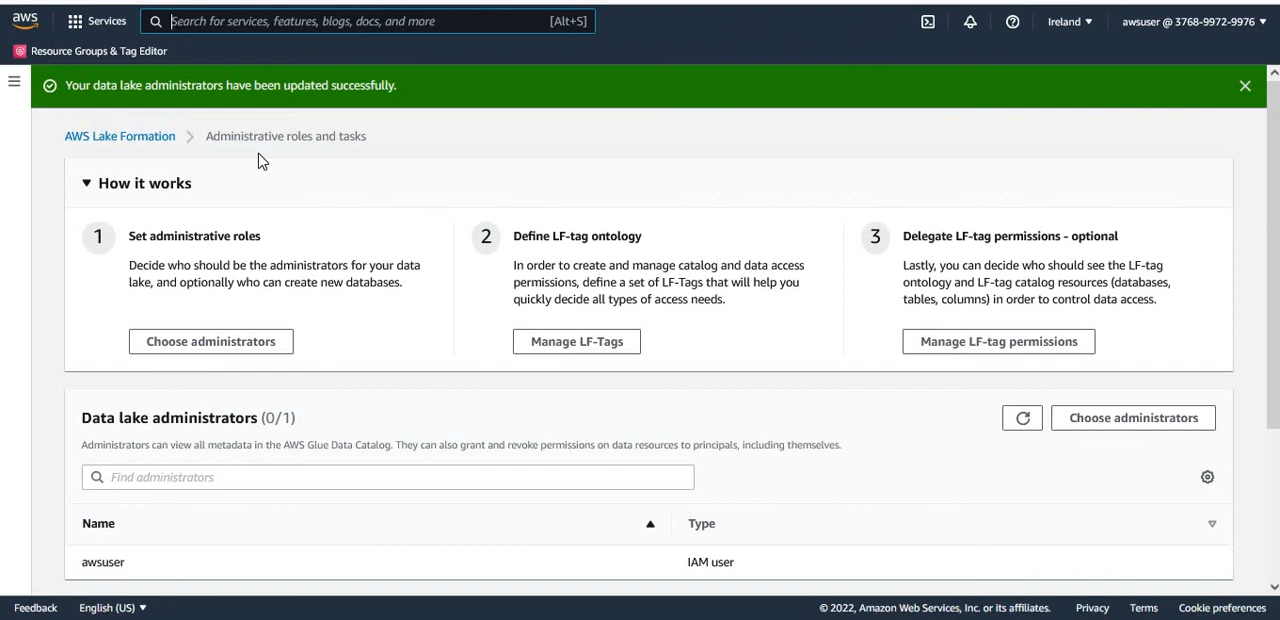 aws Services Search for services, features, blogs, docs, and more [Alt+S] Ireland ▼ awsuser @ 3768-9972-9976 ▼
Resource Groups & Tag Editor
Your data lake administrators have been updated successfully.
AWS Lake Formation Administrative roles and tasks
How it works
1 Set administrative roles
Decide who should be the administrators for your data
lake, and optionally who can create new databases.
Choose administrators
2 Define LF-tag ontology
In order to create and manage catalog and data access
permissions, define a set of LF-Tags that will help you
quickly decide all types of access needs.
Manage LF-Tags
3 Delegate LF-tag permissions - optional
Lastly, you can decide who should see the LF-tag
ontology and LF-tag catalog resources (databases,
tables, columns) in order to control data access.
Manage LF-tag permissions
Data lake administrators (0/1) Choose administrators
Administrators can view all metadata in the AWS Glue Data Catalog. They can also grant and revoke permissions on data resources to principals, including themselves.
Find administrators
Name Type
awsuser IAM user
Feedback English (US) ▼ © 2022, Amazon Web Services, Inc. or its affiliates. Privacy Terms Cookie preferences